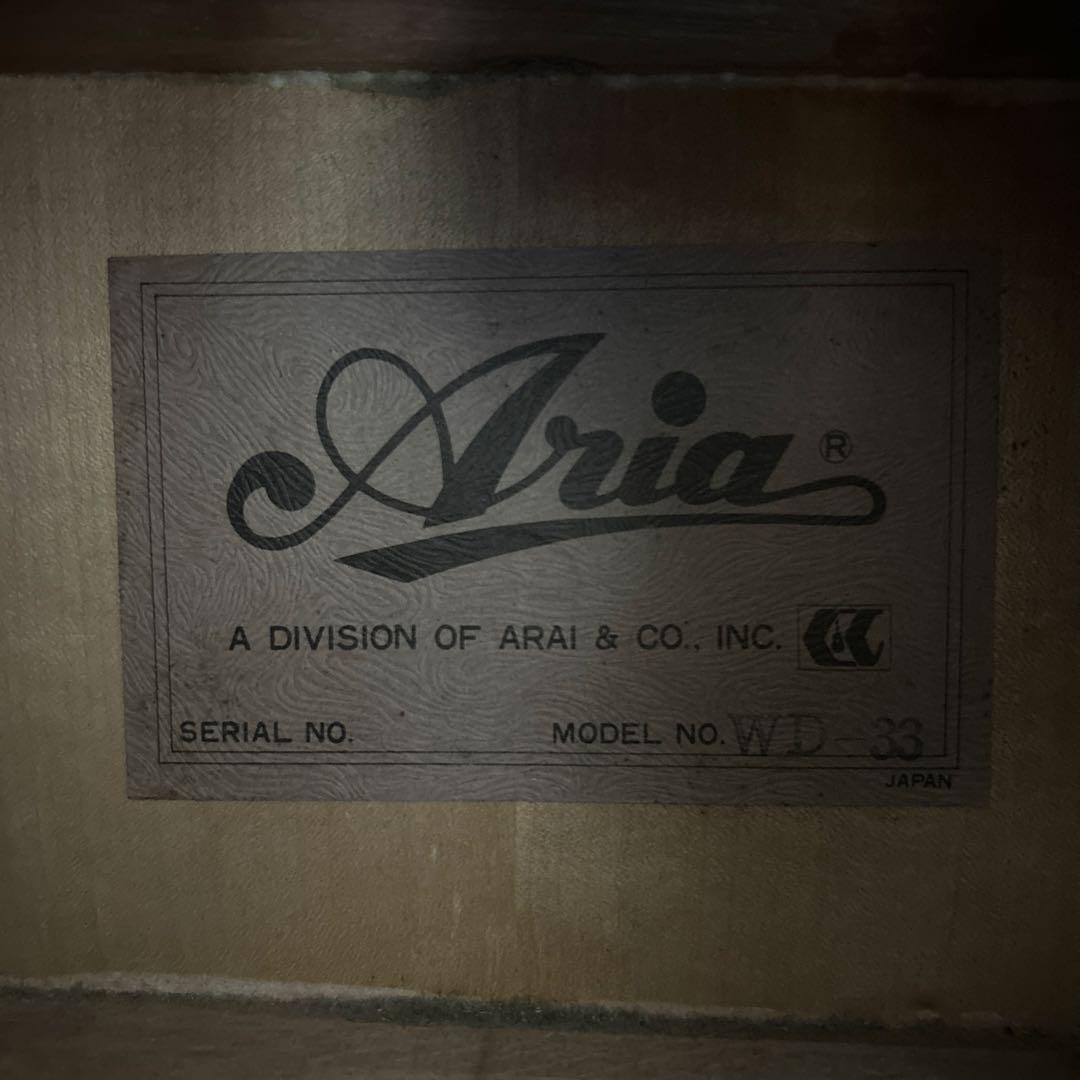 Aria ®
A DIVISION OF ARAI & CO., INC.
SERIAL NO. MODEL NO. WD-33
JAPAN